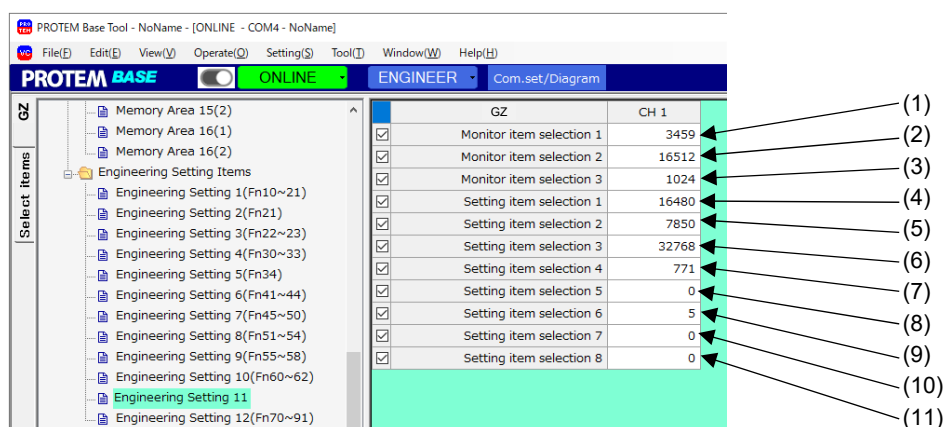 PROTEM Base Tool - NoName - [ONLINE - COM4 - NoName]
File(F) Edit(E) View(V) Operate(O) Setting(S) Tool(T) Window(W) Help(H)
PROTEM BASE ONLINE ENGINEER Com.set/Diagram
GZ
Select items
Memory Area 15(2)
Memory Area 16(1)
Memory Area 16(2)
Engineering Setting Items
Engineering Setting 1(Fn10~21)
Engineering Setting 2(Fn21)
Engineering Setting 3(Fn22~23)
Engineering Setting 4(Fn30~33)
Engineering Setting 5(Fn34)
Engineering Setting 6(Fn41~44)
Engineering Setting 7(Fn45~50)
Engineering Setting 8(Fn51~54)
Engineering Setting 9(Fn55~58)
Engineering Setting 10(Fn60~62)
Engineering Setting 11
Engineering Setting 12(Fn70~91)
GZ CH 1
Monitor item selection 1 3459
Monitor item selection 2 16512
Monitor item selection 3 1024
Setting item selection 1 16480
Setting item selection 2 7850
Setting item selection 3 32768
Setting item selection 4 771
Setting item selection 5 0
Setting item selection 6 5
Setting item selection 7 0
Setting item selection 8 0
(1)
(2)
(3)
(4)
(5)
(6)
(7)
(8)
(9)
(10)
(11)